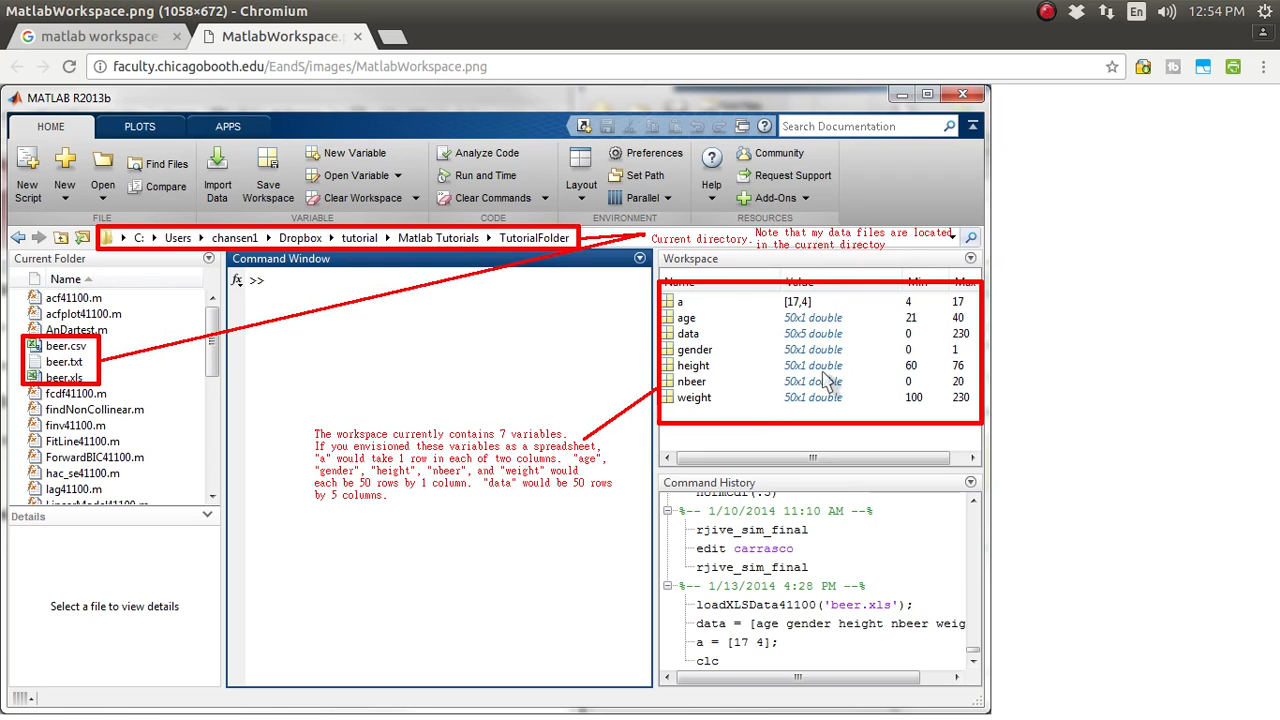 MatlabWorkspace.png (1058×672) - Chromium
En 12:54 PM
matlab workspace × MatlabWorkspace. ×
faculty.chicagobooth.edu/EandS/images/MatlabWorkspace.png
MATLAB R2013b
HOME PLOTS APPS Search Documentation
New Script
New
Open
Find Files
Compare
FILE
Import Data
Save Workspace
New Variable
Open Variable
Clear Workspace
VARIABLE
Analyze Code
Run and Time
Clear Commands
CODE
Layout
Preferences
Set Path
Parallel
ENVIRONMENT
Help
Community
Request Support
Add-Ons
RESOURCES
C: Users chansen1 Dropbox tutorial Matlab Tutorials TutorialFolder
Current directory. Note that my data files are located
in the current directoy
Current Folder
Name
acf41100.m
acfplot41100.m
AnDartest.m
beer.csv
beer.txt
beer.xls
fcdf41100.m
findNonCollinear.m
finv41100.m
FitLine41100.m
ForwardBIC41100.m
hac_se41100.m
lag41100.m
LinearModel41100.m
Details
Select a file to view details
Command Window
fx >>
The workspace currently contains 7 variables.
If you envisioned these variables as a spreadsheet,
"a" would take 1 row in each of two columns. "age",
"gender", "height", "nbeer", and "weight" would
each be 50 rows by 1 column. "data" would be 50 rows
by 5 columns.
Workspace
Name Value Min Max
a [17,4] 4 17
age 50x1 double 21 40
data 50x5 double 0 230
gender 50x1 double 0 1
height 50x1 double 60 76
nbeer 50x1 double 0 20
weight 50x1 double 100 230
Command History
normcdf(.5)
%-- 1/10/2014 11:10 AM --%
rjive_sim_final
edit carrasco
rjive_sim_final
%-- 1/13/2014 4:28 PM --%
loadXLSData41100('beer.xls');
data = [age gender height nbeer weig
a = [17 4];
clc